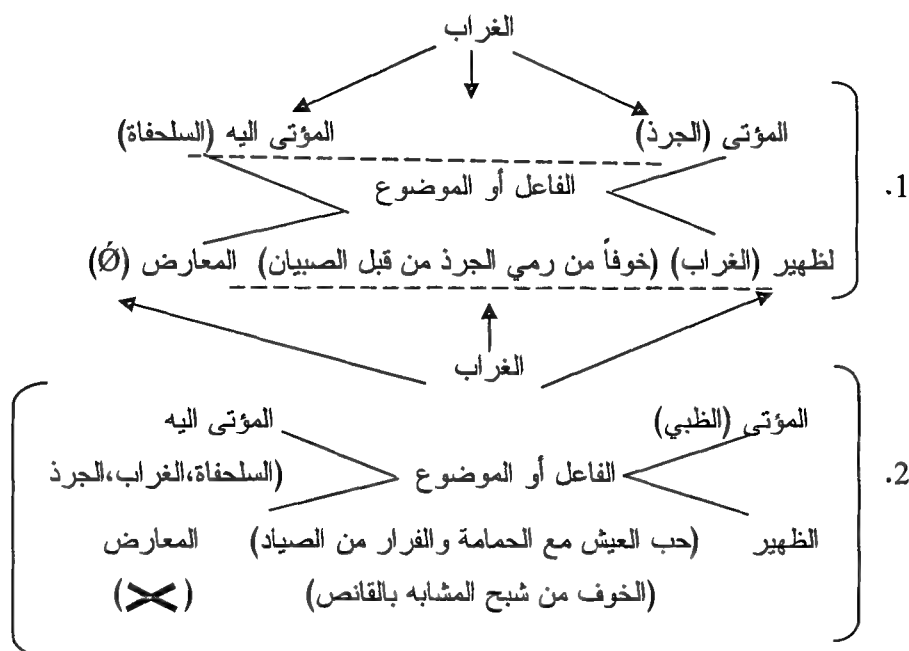 الغراب
المؤتى (الجرذ) المؤتى اليه (السلحفاة)
1. الفاعل أو الموضوع
لظهير (الغراب) (خوفاً من رمي الجرذ من قبل الصبيان) المعارض (Ǿ)
الغراب
المؤتى (الظبي) المؤتى اليه
2. الفاعل أو الموضوع (السلحفاة،الغراب،الجرذ
الظهير (حب العيش مع الحمامة والفرار من الصياد) المعارض
(الخوف من شبح المشابه بالقانص) (X)